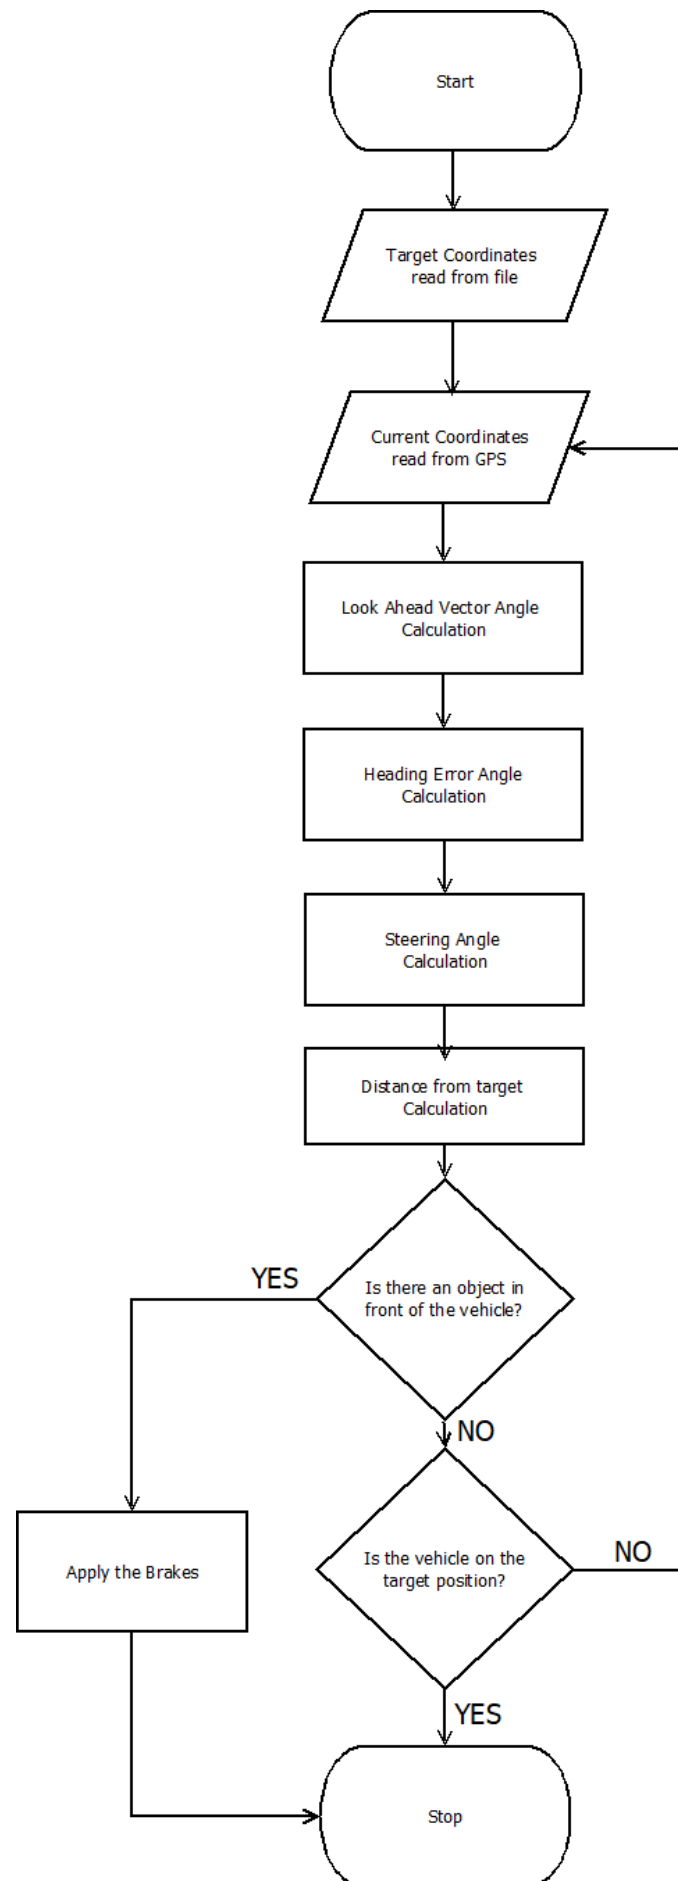 Start
Target Coordinates
read from file
Current Coordinates
read from GPS
Look Ahead Vector Angle
Calculation
Heading Error Angle
Calculation
Steering Angle
Calculation
Distance from target
Calculation
YES
Is there an object in
front of the vehicle?
NO
Apply the Brakes
Is the vehicle on the
target position?
NO
YES
Stop